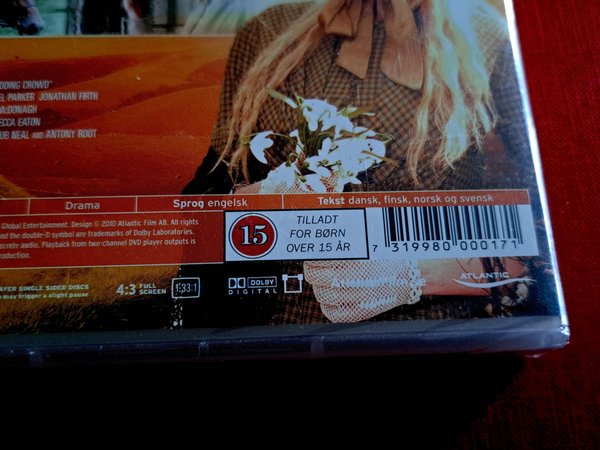 DDING CROWD"
EL PARKER JONATHAN FIRTH
CDONAGH
ECCA EATON
UB NEAL AND ANTONY ROOT
Drama
Sprog engelsk
Tekst dansk, finsk, norsk og svensk
Global Entertainment, Design © 2010 Atlantic Film AB. All rights
and the double-D symbol are trademarks of Dolby Laboratories.
screte audio. Playback from two-channel DVD player outputs is
roduction.
15
TILLADT
FOR BØRN
OVER 15 ÅR
7 319980 000171
AYER SINGLE SIDED DISCS
may trigger a slight pause
4:3 FULL SCREEN
1.33:1
DOLBY
DIGITAL
ATLANTIC